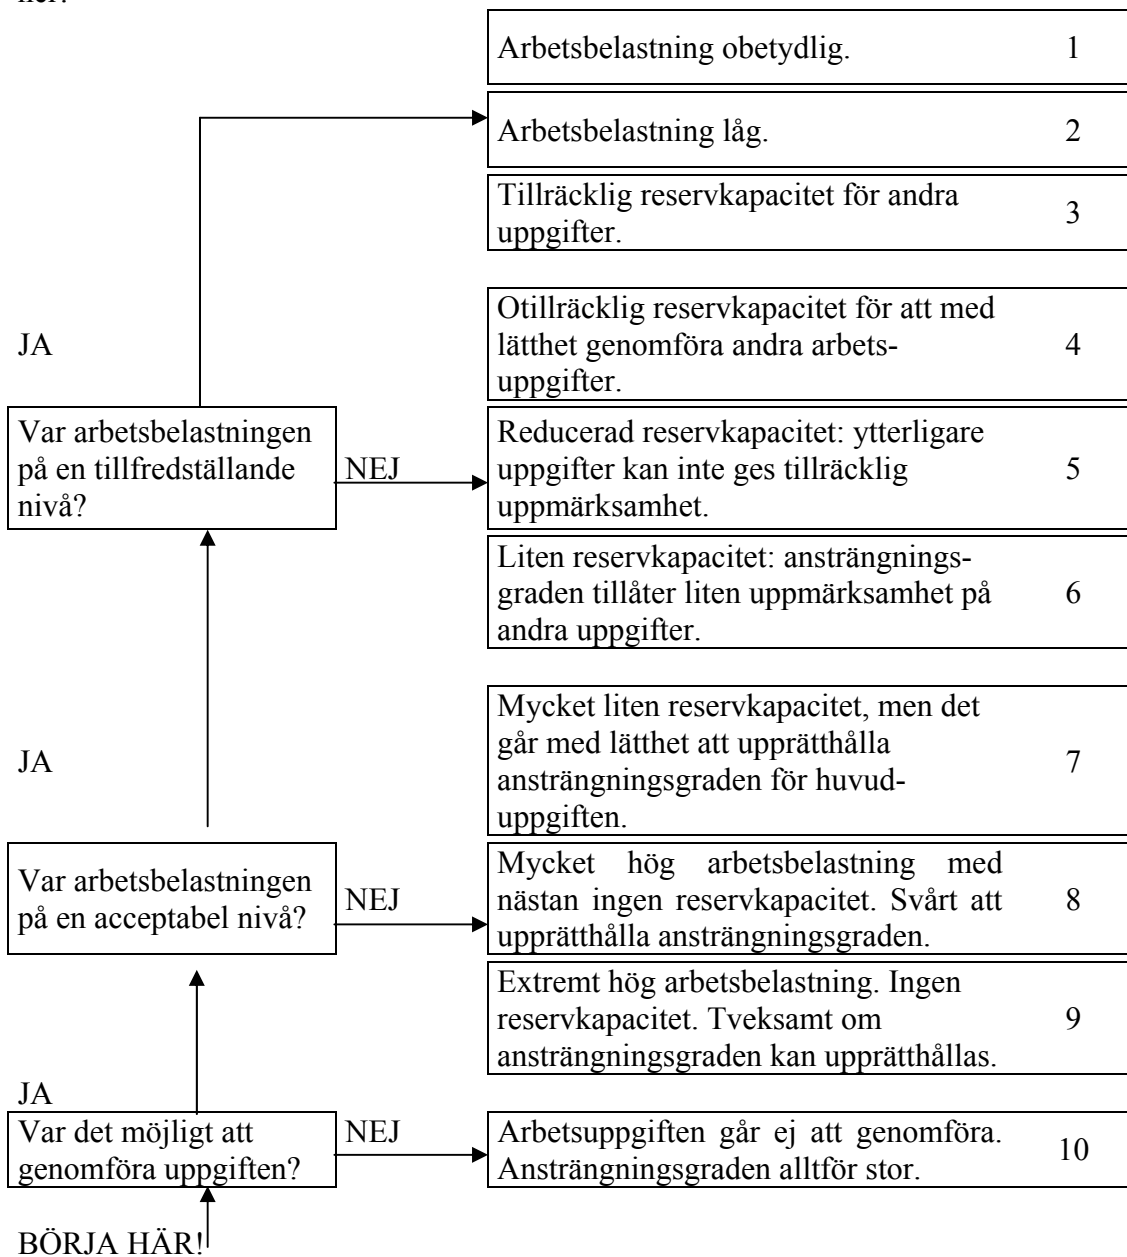 Arbetsbelastning obetydlig. 1
Arbetsbelastning låg. 2
Tillräcklig reservkapacitet för andra
uppgifter. 3
JA
Otillräcklig reservkapacitet för att med
lätthet genomföra andra arbets-
uppgifter. 4
Var arbetsbelastningen
på en tillfredställande
nivå?
NEJ
Reducerad reservkapacitet: ytterligare
uppgifter kan inte ges tillräcklig
uppmärksamhet. 5
Liten reservkapacitet: ansträngnings-
graden tillåter liten uppmärksamhet på
andra uppgifter. 6
JA
Mycket liten reservkapacitet, men det
går med lätthet att upprätthålla
ansträngningsgraden för huvud-
uppgiften. 7
Var arbetsbelastningen
på en acceptabel nivå?
NEJ
Mycket hög arbetsbelastning med
nästan ingen reservkapacitet. Svårt att
upprätthålla ansträngningsgraden. 8
Extremt hög arbetsbelastning. Ingen
reservkapacitet. Tveksamt om
ansträngningsgraden kan upprätthållas. 9
JA
Var det möjligt att
genomföra uppgiften?
NEJ
Arbetsuppgiften går ej att genomföra.
Ansträngningsgraden alltför stor. 10
BÖRJA HÄR!